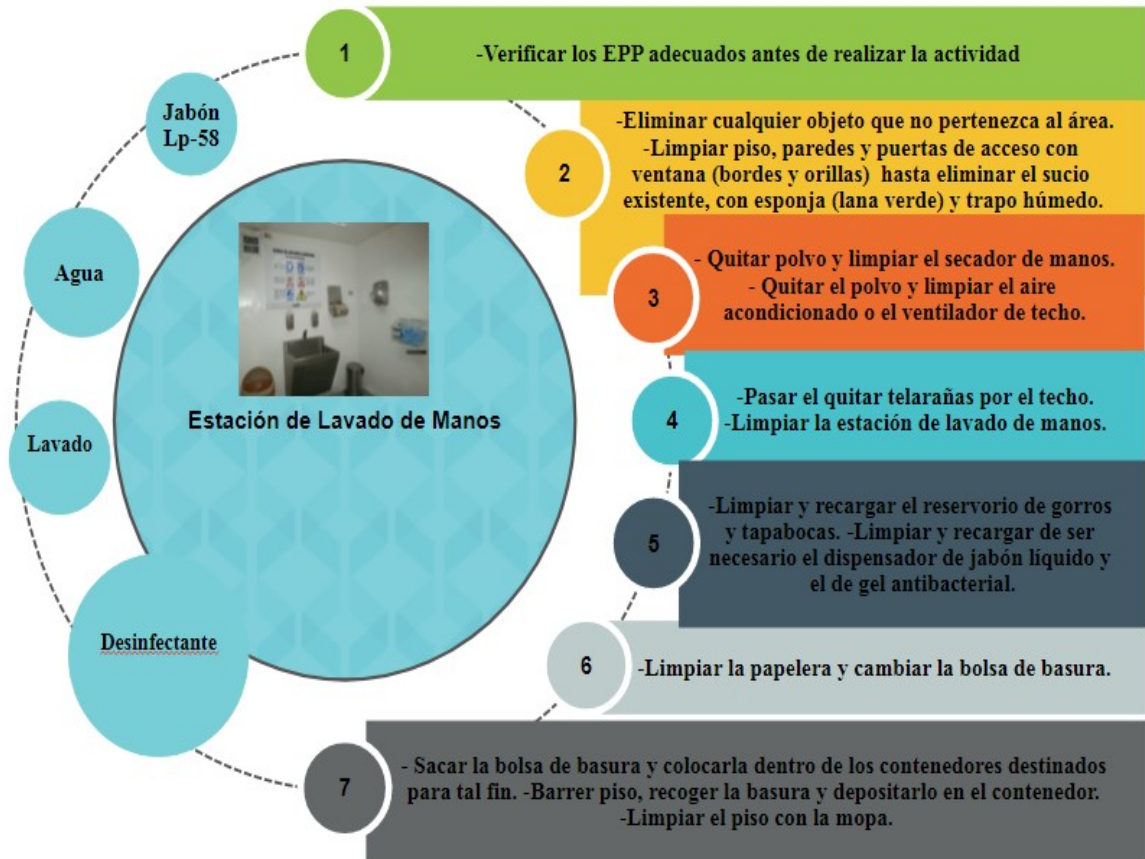 1
-Verificar los EPP adecuados antes de realizar la actividad
Jabón
Lp-58
2
-Eliminar cualquier objeto que no pertenezca al área.
-Limpiar piso, paredes y puertas de acceso con
ventana (bordes y orillas) hasta eliminar el sucio
existente, con esponja (lana verde) y trapo húmedo.
Agua
3
- Quitar polvo y limpiar el secador de manos.
- Quitar el polvo y limpiar el aire
acondicionado o el ventilador de techo.
Estación de Lavado de Manos
Lavado
4
-Pasar el quitar telarañas por el techo.
-Limpiar la estación de lavado de manos.
5
-Limpiar y recargar el reservorio de gorros
y tapabocas. -Limpiar y recargar de ser
necesario el dispensador de jabón líquido y
el de gel antibacterial.
Desinfectante
6
-Limpiar la papelera y cambiar la bolsa de basura.
7
- Sacar la bolsa de basura y colocarla dentro de los contenedores destinados
para tal fin. -Barrer piso, recoger la basura y depositarlo en el contenedor.
-Limpiar el piso con la mopa.